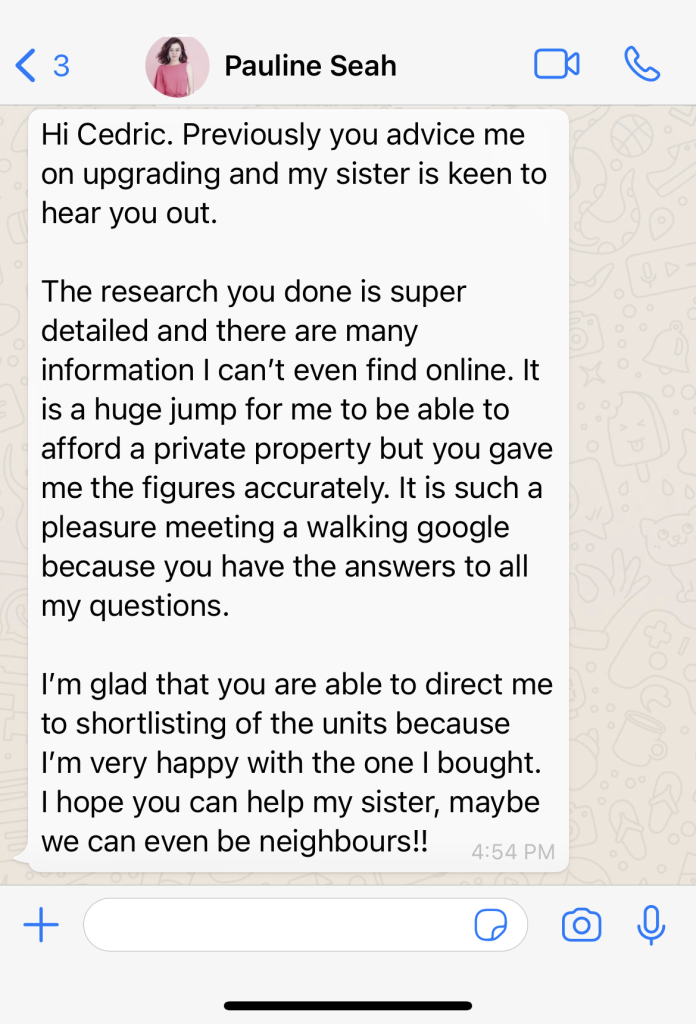 3
Pauline Seah
Hi Cedric. Previously you advice me
on upgrading and my sister is keen to
hear you out.
The research you done is super
detailed and there are many
information I can’t even find online. It
is a huge jump for me to be able to
afford a private property but you gave
me the figures accurately. It is such a
pleasure meeting a walking google
because you have the answers to all
my questions.
I’m glad that you are able to direct me
to shortlisting of the units because
I’m very happy with the one I bought.
I hope you can help my sister, maybe
we can even be neighbours!!
4:54 PM